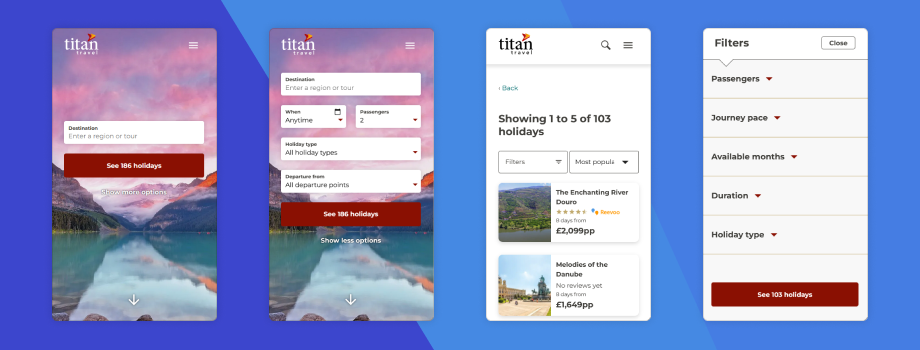 titan
travel
Destination
Enter a region or tour
See 186 holidays
Show more options
titan
travel
Destination
Enter a region or tour
When
Anytime
Passengers
2
Holiday type
All holiday types
Departure from
All departure points
See 186 holidays
Show less options
titan
travel
‹ Back
Showing 1 to 5 of 103
holidays
Filters
Most popula
The Enchanting River
Douro
Reevoo
8 days from
£2,099pp
Melodies of the
Danube
No reviews yet
8 days from
£1,649pp
Filters
Close
Passengers
Journey pace
Available months
Duration
Holiday type
See 103 holidays